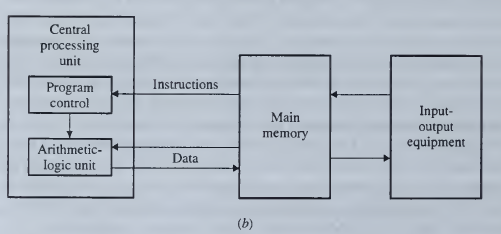 Central
processing
unit
Program
control
Arithmetic-
logic unit
Instructions
Data
Main
memory
Input-
output
equipment
(b)